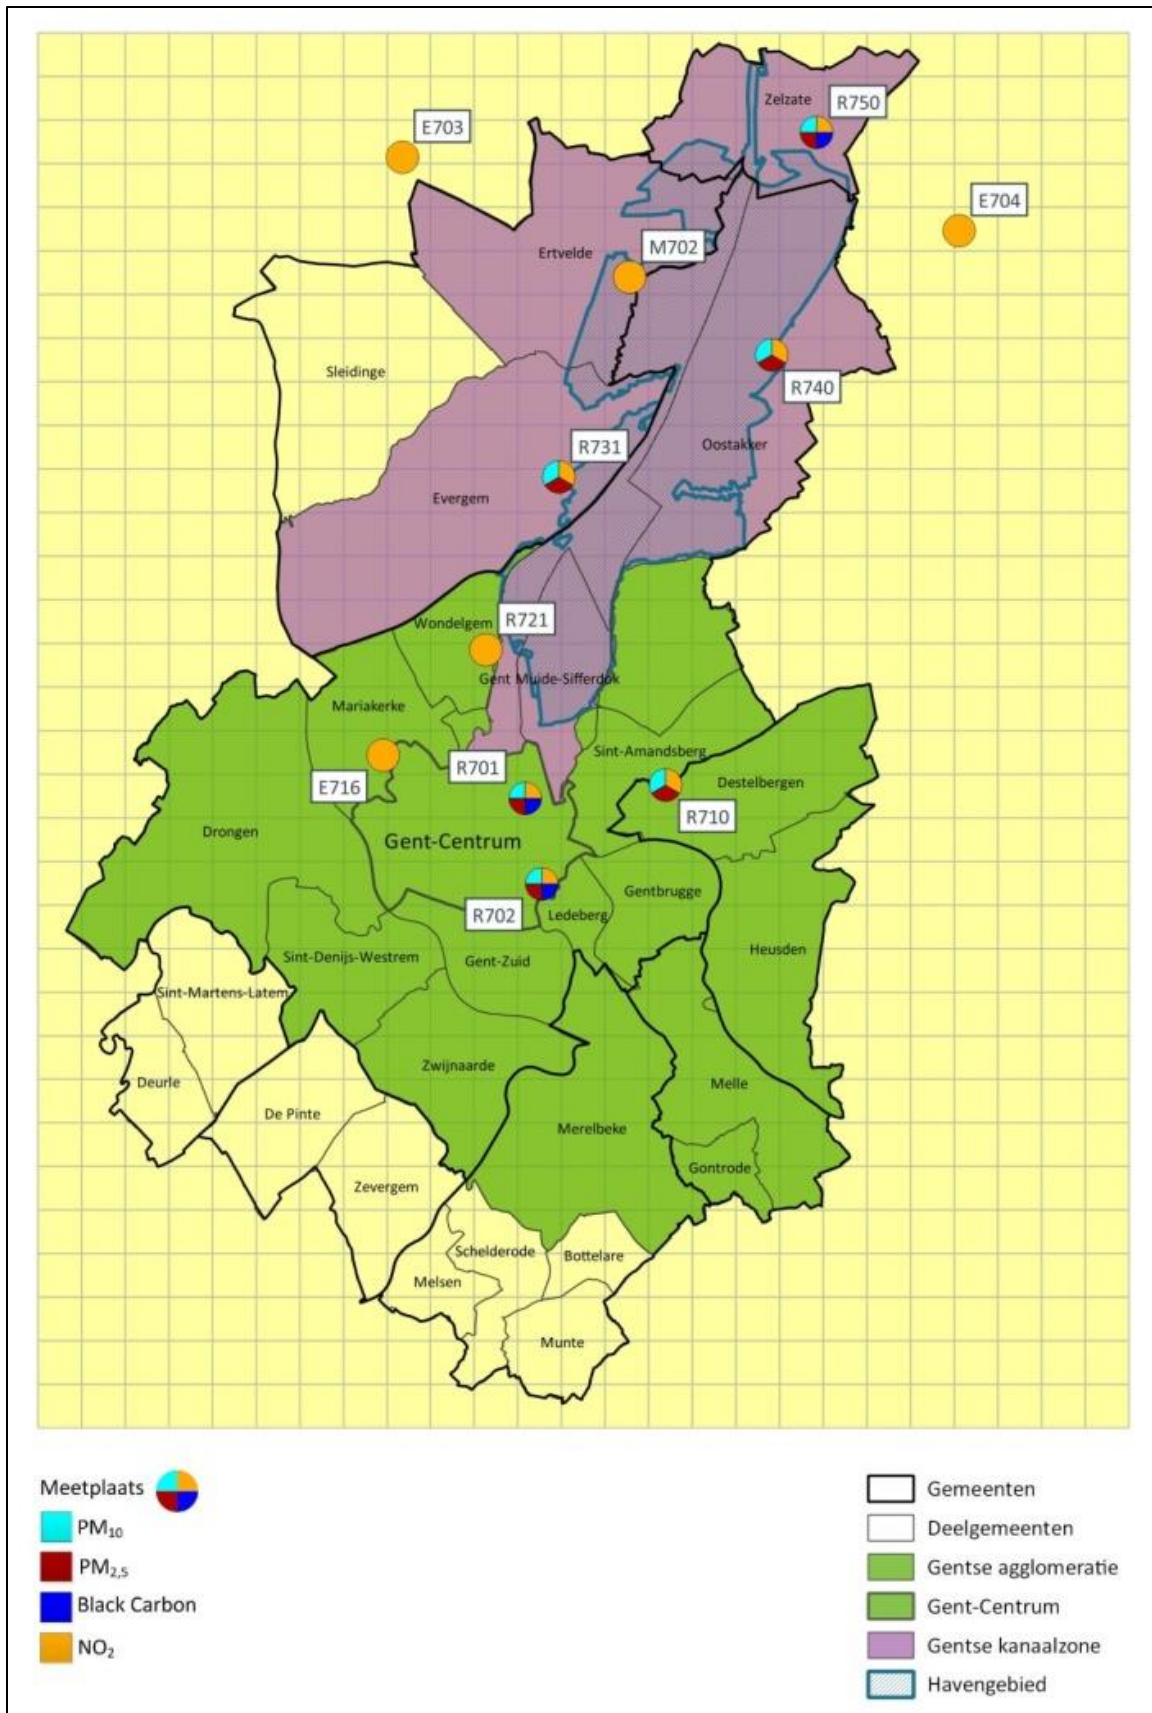 Zelzate
R750
E703
E704
Ertvelde
M702
Sleidinge
R740
Oostakker
R731
Evergem
Wondelgem
R721
Gent Muide-Sifferdok
Mariakerke
Sint-Amandsberg
R701
E716
Destelbergen
R710
Drongen
Gent-Centrum
Gentbrugge
R702
Ledeberg
Heusden
Sint-Denijs-Westrem
Gent-Zuid
Sint-Martens-Latem
Zwijnaarde
Deurle
Melle
De Pinte
Merelbeke
Gontrode
Zevergem
Schelderode
Bottelare
Melsen
Munte
Meetplaats
PM10
PM2,5
Black Carbon
NO2
Gemeenten
Deelgemeenten
Gentse agglomeratie
Gent-Centrum
Gentse kanaalzone
Havengebied